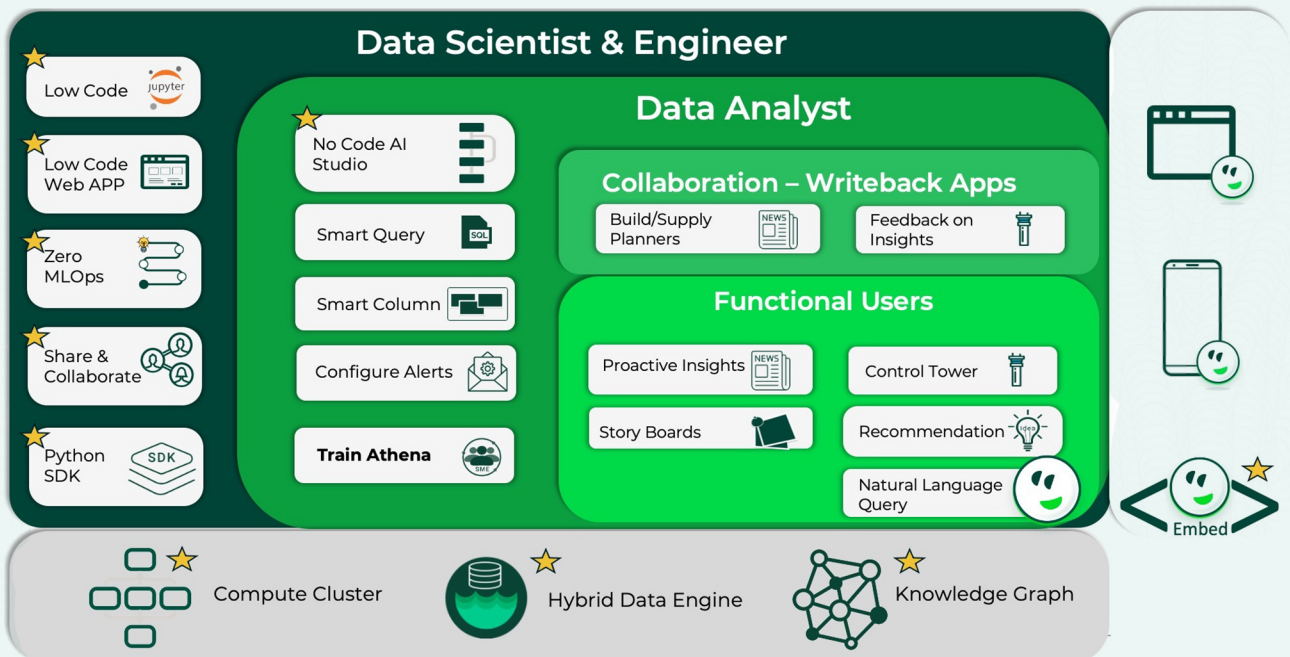 Data Scientist & Engineer
Low Code
jupyter
Low Code
Web APP
Zero
MLOps
Share &
Collaborate
Python
SDK
SDK
Data Analyst
No Code AI
Studio
Smart Query
SQL
Smart Column
Configure Alerts
Train Athena
SME
Collaboration – Writeback Apps
Build/Supply
Planners
NEWS
Feedback on
Insights
Functional Users
Proactive Insights
NEWS
Control Tower
Story Boards
Recommendation
idea
Natural Language
Query
Embed
Compute Cluster
Hybrid Data Engine
Knowledge Graph